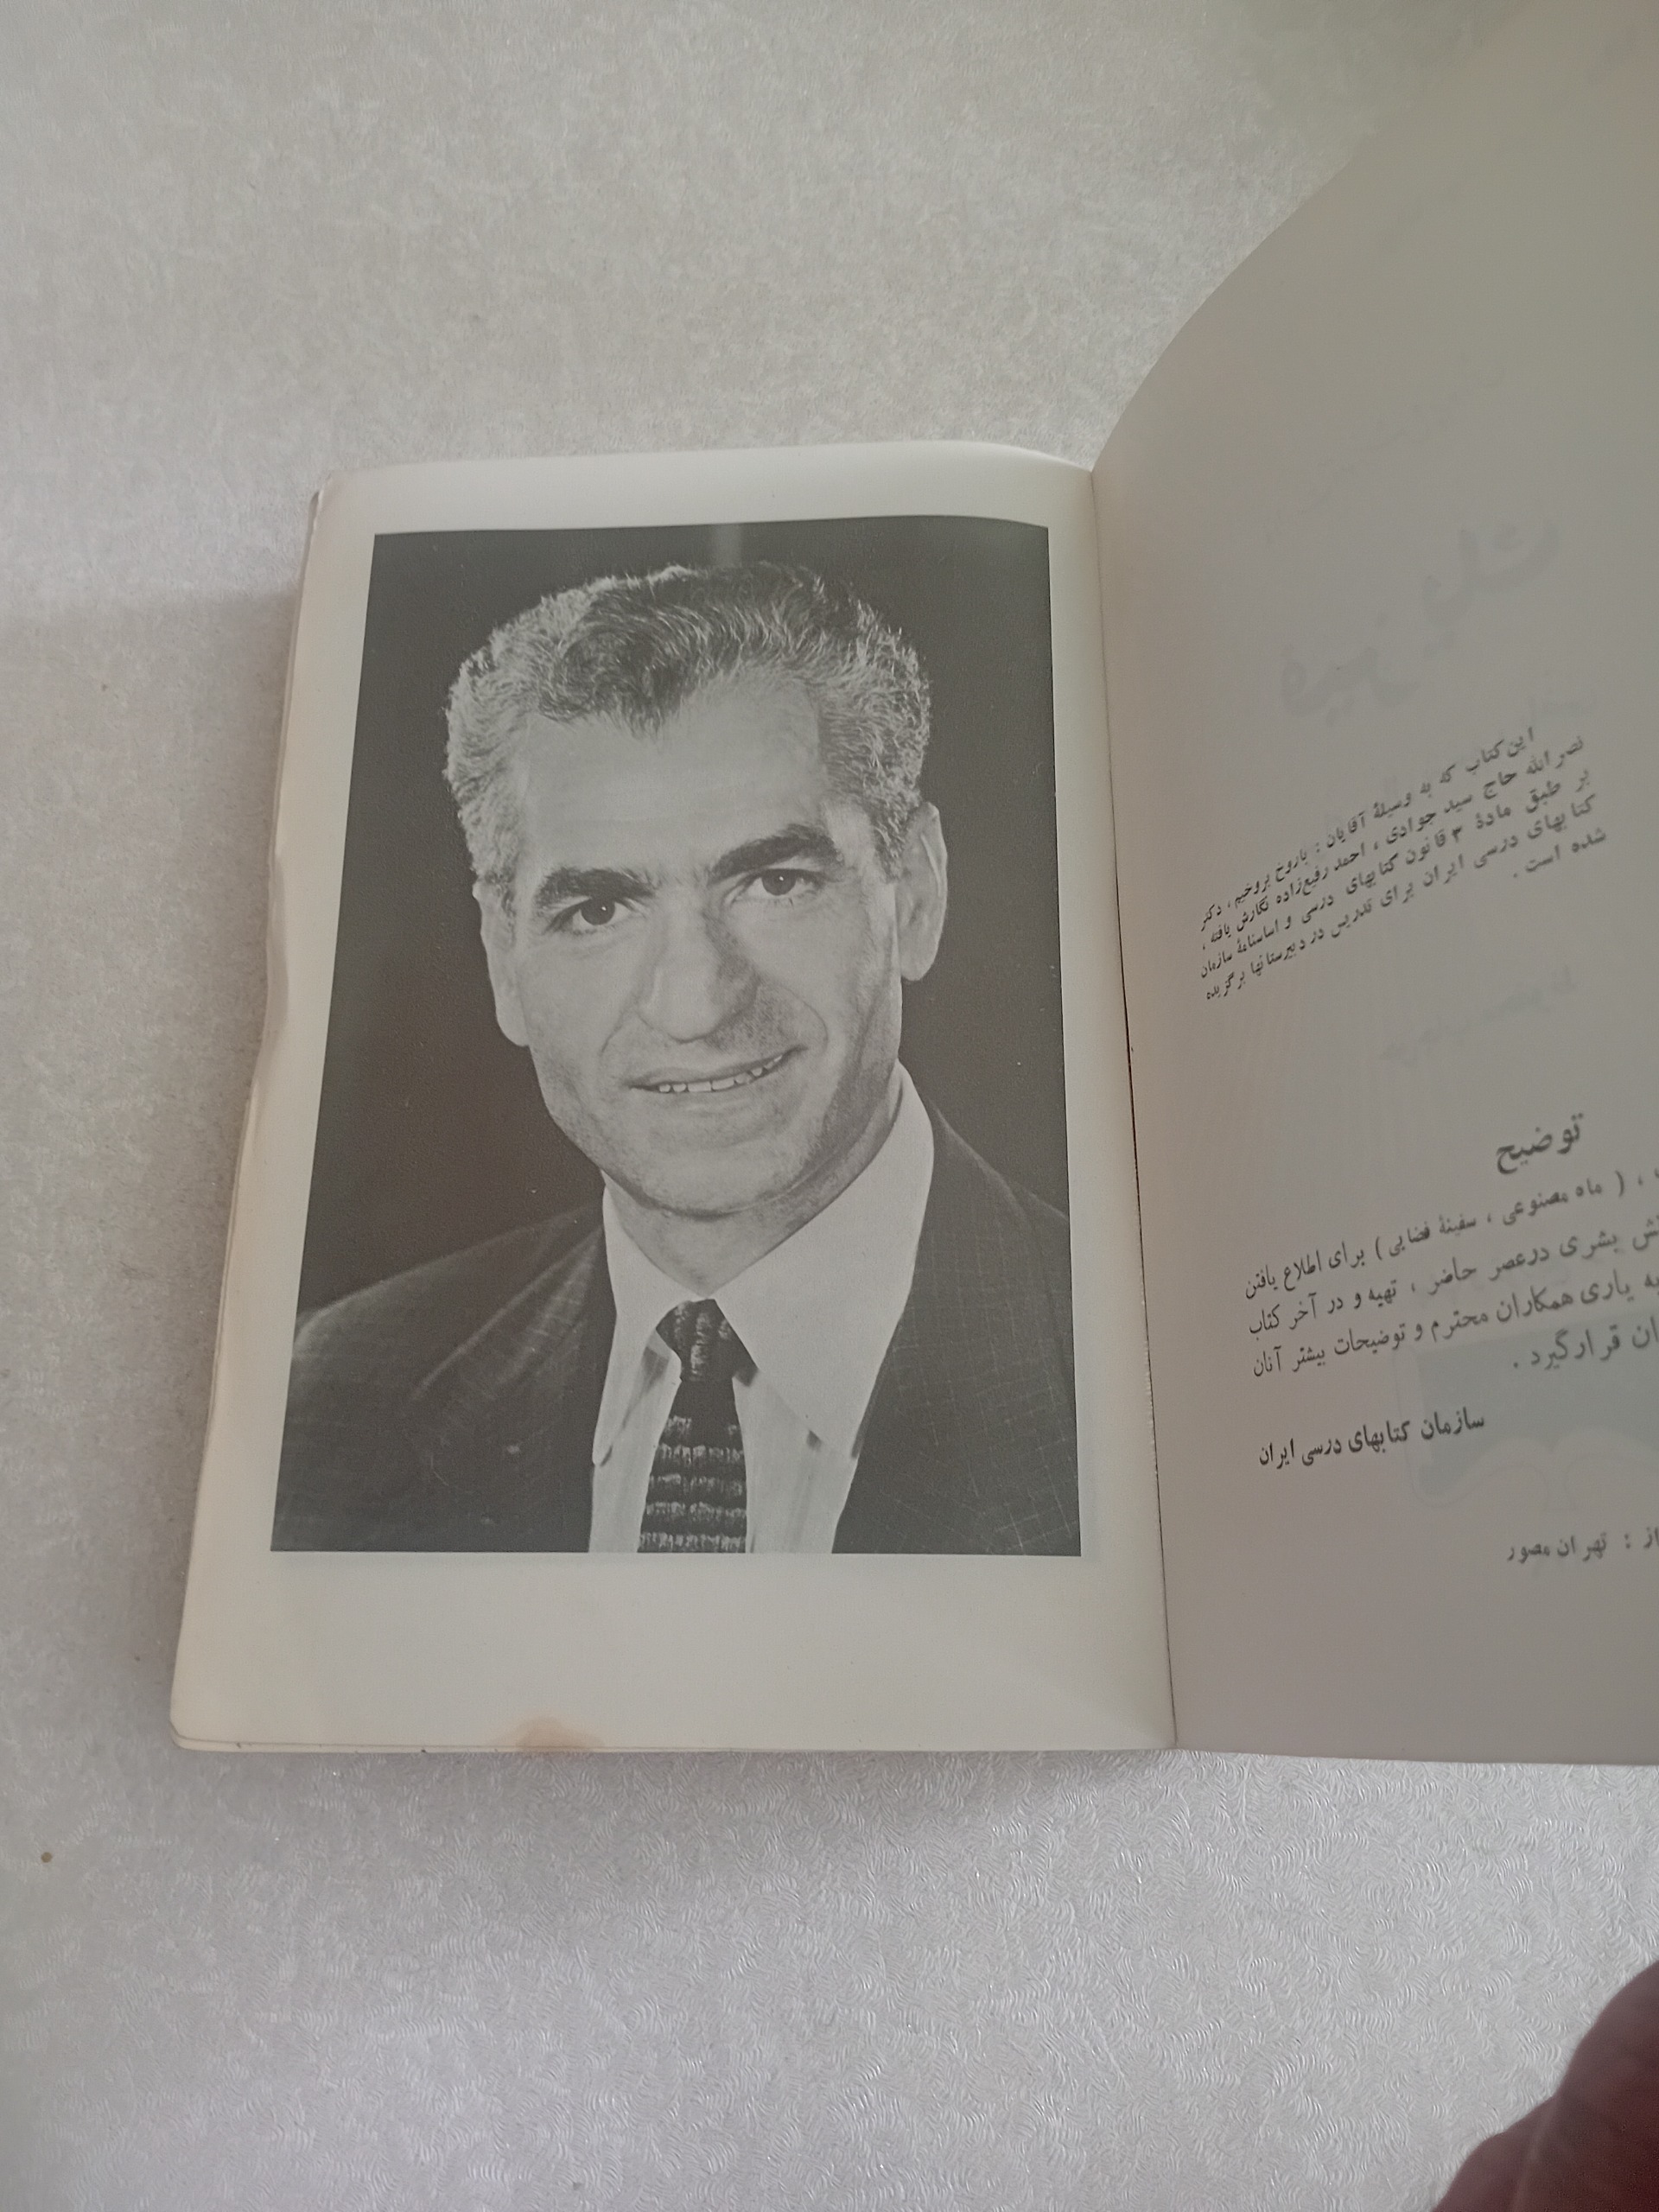 این کتاب که به وسیلهٔ آقایان : باروخ بروخیم ، دکتر
نصر الله حاج سید جوادی ، احمد رفیع‌زاده نگارش یافته ،
بر طبق مادهٔ ۳ قانون کتابهای درسی و اساسنامهٔ سازمان
کتابهای درسی ایران برای تدریس در دبیرستانها برگزیده
شده است .
توضیح
، ( ماه مصنوعی ، سفینهٔ فضایی ) برای اطلاع یافتن
بشری درعصر حاضر ، تهیه و در آخر کتاب
به یاری همکاران محترم و توضیحات بیشتر آنان
قرارگیرد .
سازمان کتابهای درسی ایران
از : تهران مصور